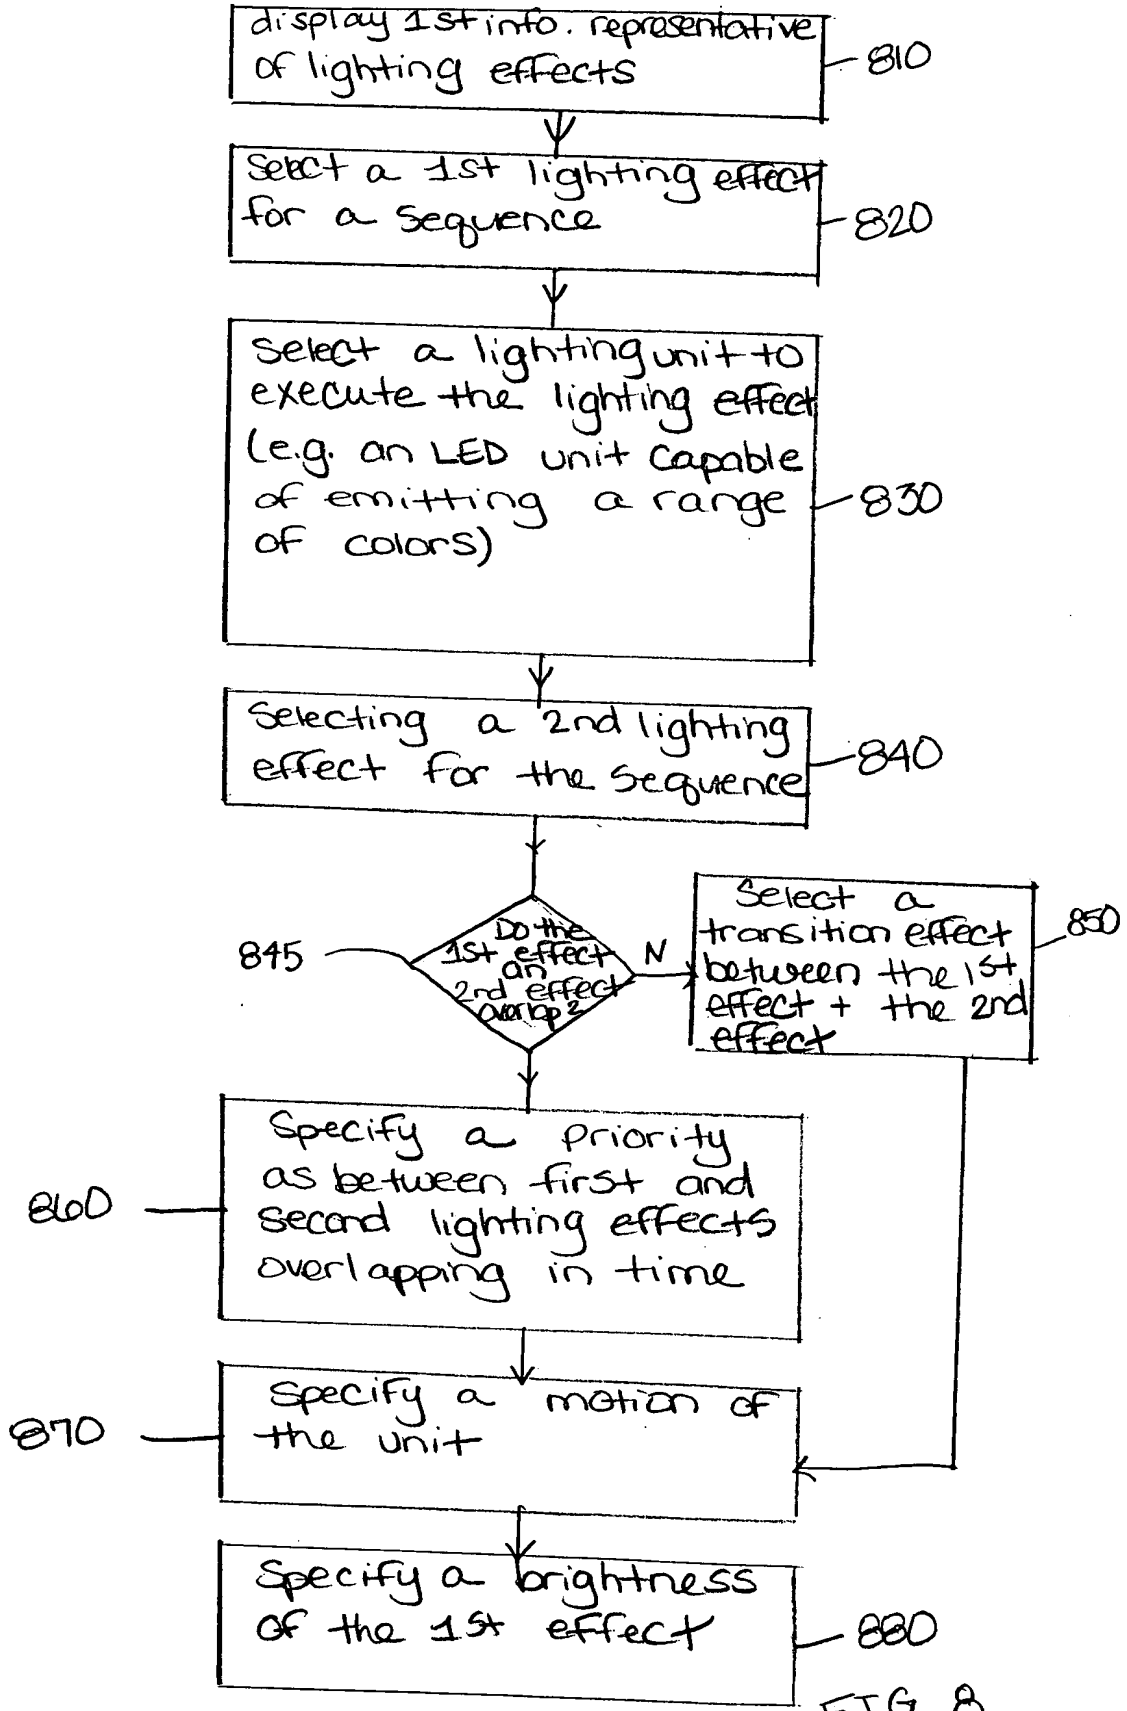 display 1st info. representative
of lighting effects
810
Select a 1st lighting effect
for a sequence
820
Select a lighting unit to
execute the lighting effect
(e.g. an LED unit capable
of emitting a range
of colors)
830
Selecting a 2nd lighting
effect for the sequence
840
845
Do the
1st effect
an
2nd effect
overlap?
N
Select a
transition effect
between the 1st
effect + the 2nd
effect
850
Specify a priority
as between first and
second lighting effects
overlapping in time
860
Specify a motion of
the unit
870
Specify a brightness
of the 1st effect
880
FIG 8